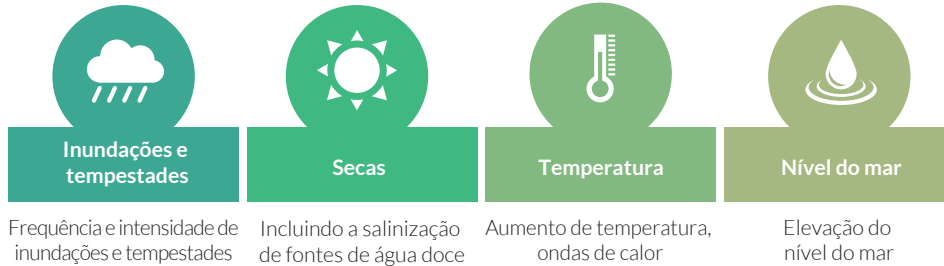 Inundações e
tempestades
Frequência e intensidade de
inundações e tempestades
Secas
Incluindo a salinização
de fontes de água doce
Temperatura
Aumento de temperatura,
ondas de calor
Nível do mar
Elevação do
nível do mar